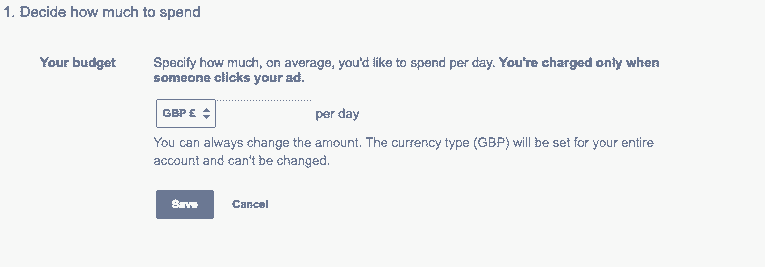 1. Decide how much to spend
Your budget
Specify how much, on average, you'd like to spend per day. You're charged only when
someone clicks your ad.
GBP £
per day
You can always change the amount. The currency type (GBP) will be set for your entire
account and can't be changed.
Save
Cancel